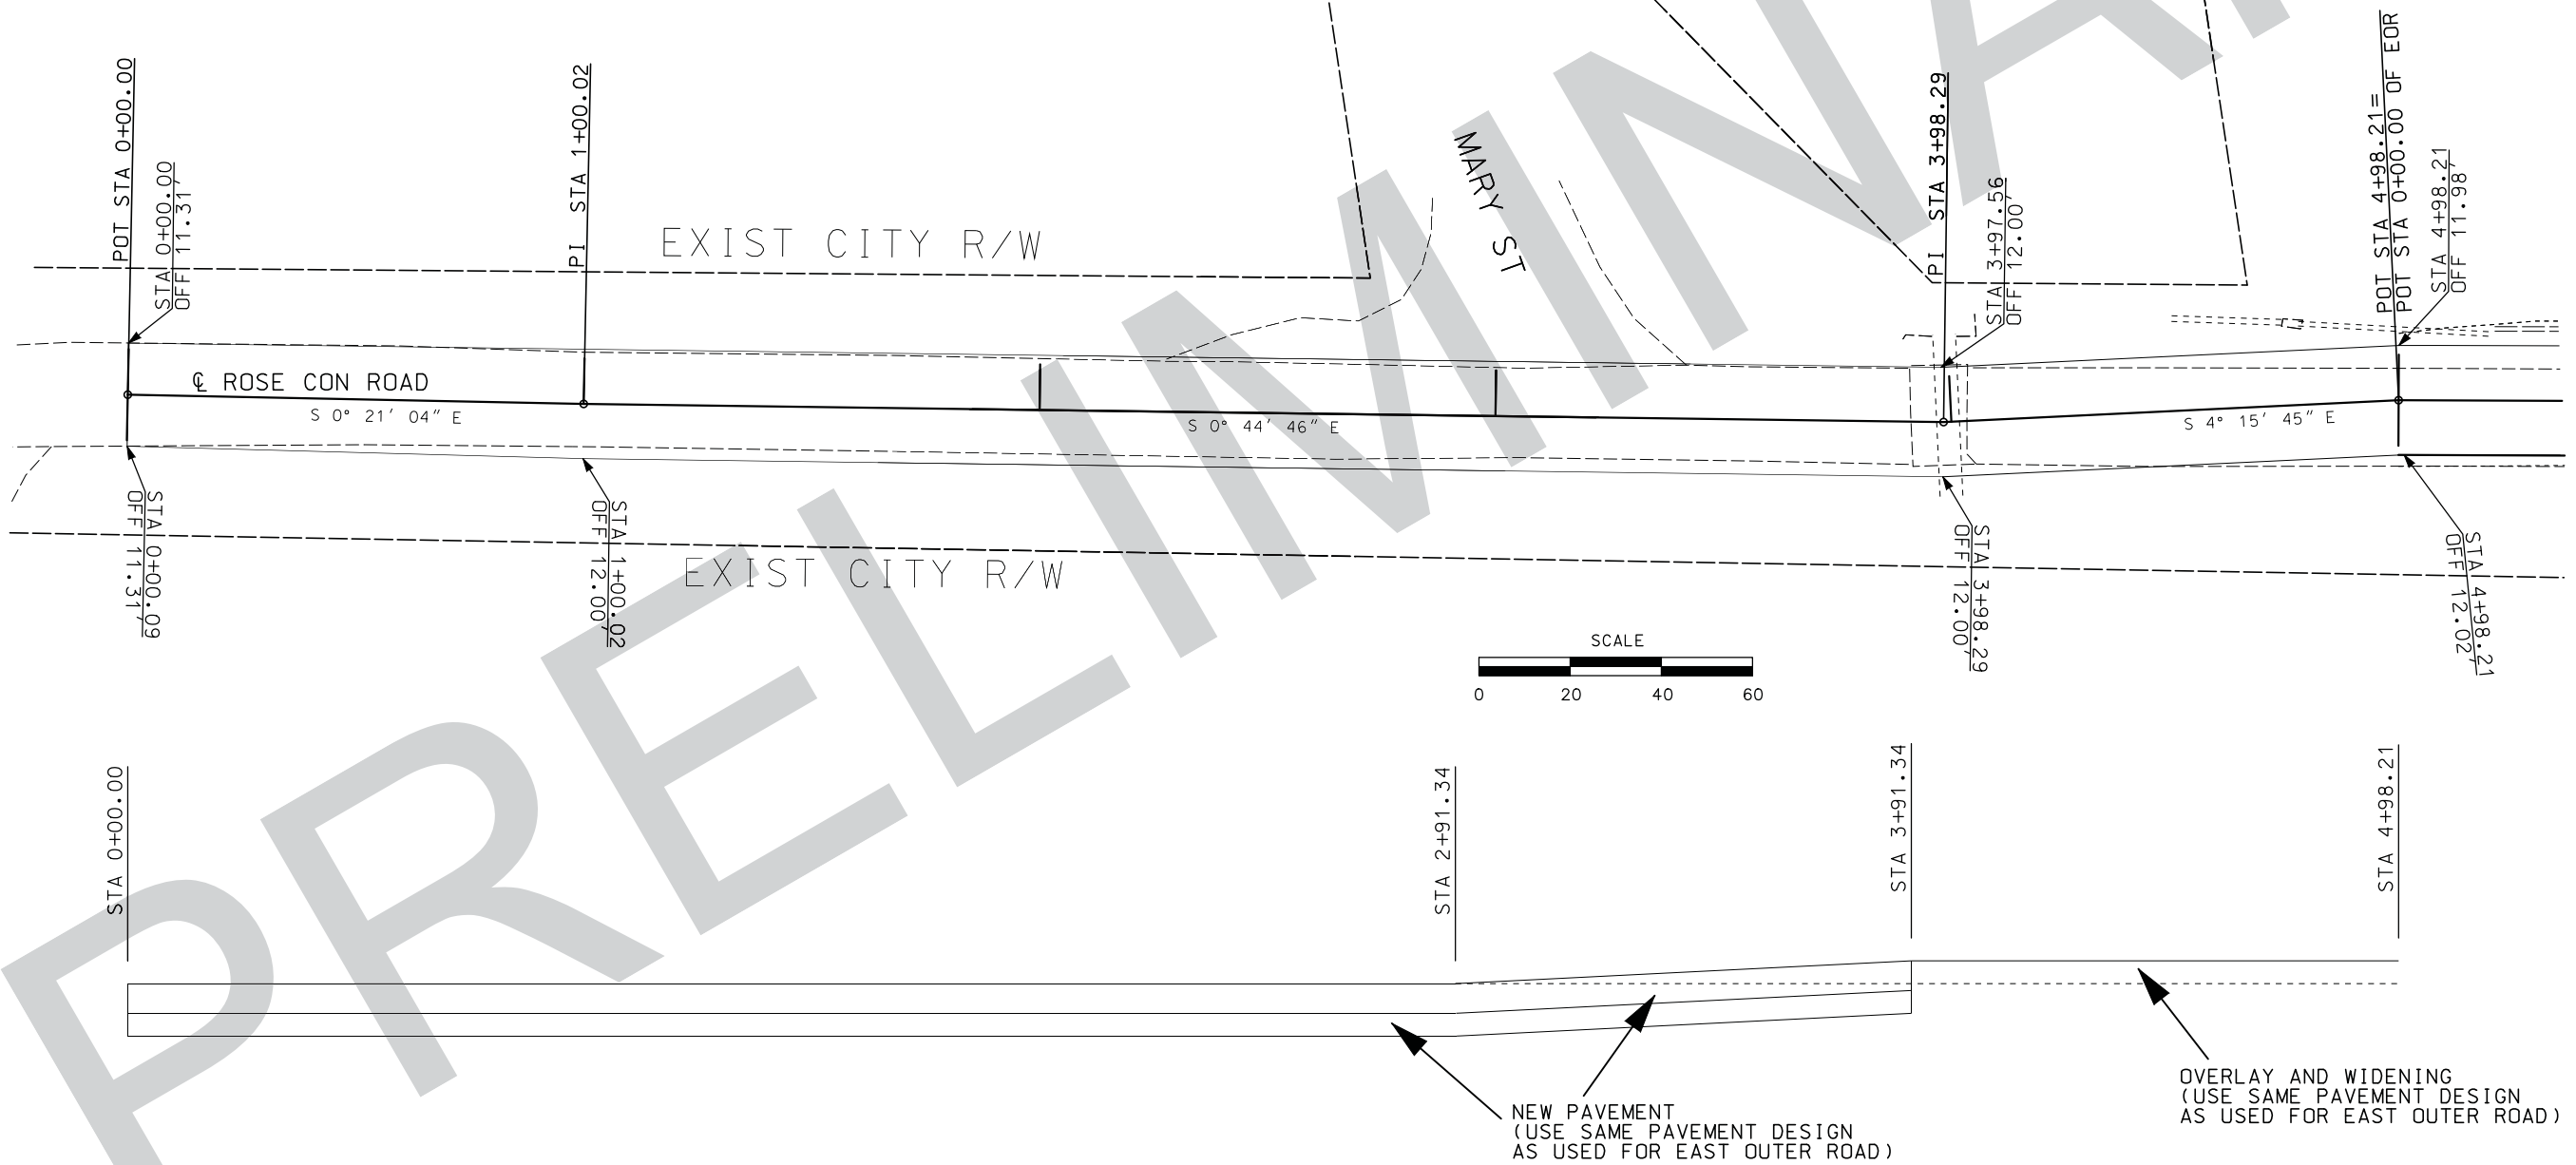 POT STA 0+00.00
STA 0+00.00
OFF 11.31'
PI STA 1+00.02
EXIST CITY R/W
MARY ST
PI STA 3+98.29
STA 3+97.56
OFF 12.00'
POT STA 4+98.21=
POT STA 0+00.00 OF EOR
STA 4+98.21
OFF 11.98'
℄ ROSE CON ROAD
S 0° 21' 04" E
S 0° 44' 46" E
S 4° 15' 45" E
STA 0+00.09
OFF 11.31'
STA 1+00.02
OFF 12.00'
EXIST CITY R/W
STA 3+98.29
OFF 12.00'
STA 4+98.21
OFF 12.02'
SCALE
0 20 40 60
STA 0+00.00
STA 2+91.34
STA 3+91.34
STA 4+98.21
NEW PAVEMENT
(USE SAME PAVEMENT DESIGN
AS USED FOR EAST OUTER ROAD)
OVERLAY AND WIDENING
(USE SAME PAVEMENT DESIGN
AS USED FOR EAST OUTER ROAD)
PRELIMINA